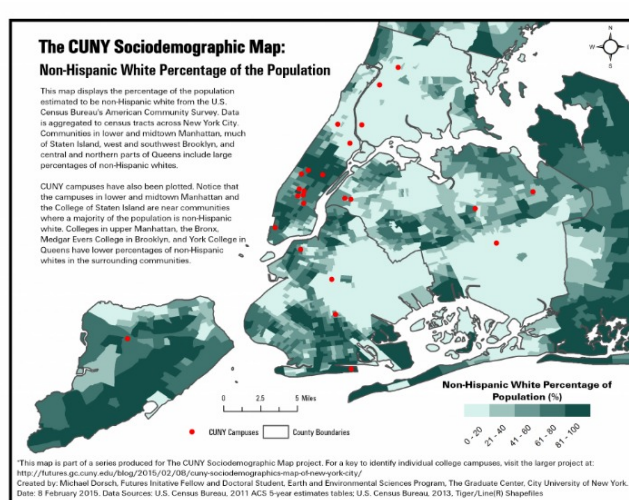 The CUNY Sociodemographic Map:
Non-Hispanic White Percentage of the Population
This map displays the percentage of the population
estimated to be non-Hispanic white from the U.S.
Census Bureau's American Community Survey. Data
is aggregated to census tracts across New York City.
Communities in lower and midtown Manhattan, much
of Staten Island, west and southwest Brooklyn, and
central and northern parts of Queens include large
percentages of non-Hispanic whites.
CUNY campuses have also been plotted. Notice that
the campuses in lower and midtown Manhattan and
the College of Staten Island are near communities
where a majority of the population is non-Hispanic
white. Colleges in upper Manhattan, the Bronx,
Medgar Evers College in Brooklyn, and York College in
Queens have lower percentages of non-Hispanic
whites in the surrounding communities.
N
W
E
S
0 2.5 5 Miles
CUNY Campuses County Boundaries
Non-Hispanic White Percentage of
Population (%)
0 - 20
21 - 40
41 - 60
61 - 80
81 - 100
*This map is part of a series produced for The CUNY Sociodemographic Map project. For a key to identify individual college campuses, visit the larger project at:
http://futures.gc.cuny.edu/blog/2015/02/08/cuny-sociodemographics-map-of-new-york-city/
Created by: Michael Dorsch, Futures Initative Fellow and Doctoral Student, Earth and Environmental Sciences Program, The Graduate Center, City University of New York.
Date: 8 February 2015. Data Sources: U.S. Census Bureau, 2011 ACS 5-year estimates tables; U.S. Census Bureau, 2013, Tiger/Line(R) Shapefiles